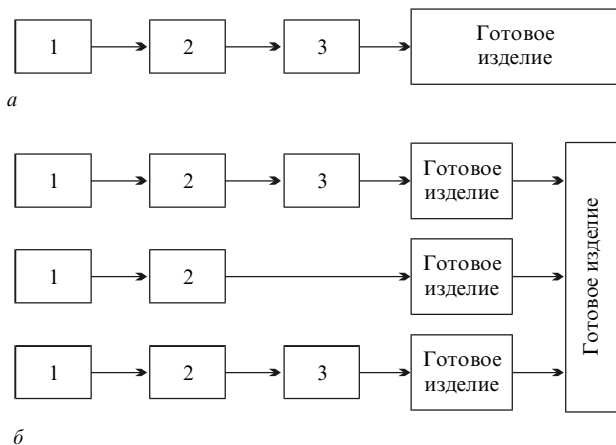 1 2 3 Готовое
изделие
а
1 2 3 Готовое
изделие
1 2 Готовое
изделие
1 2 3 Готовое
изделие
Готовое изделие
б